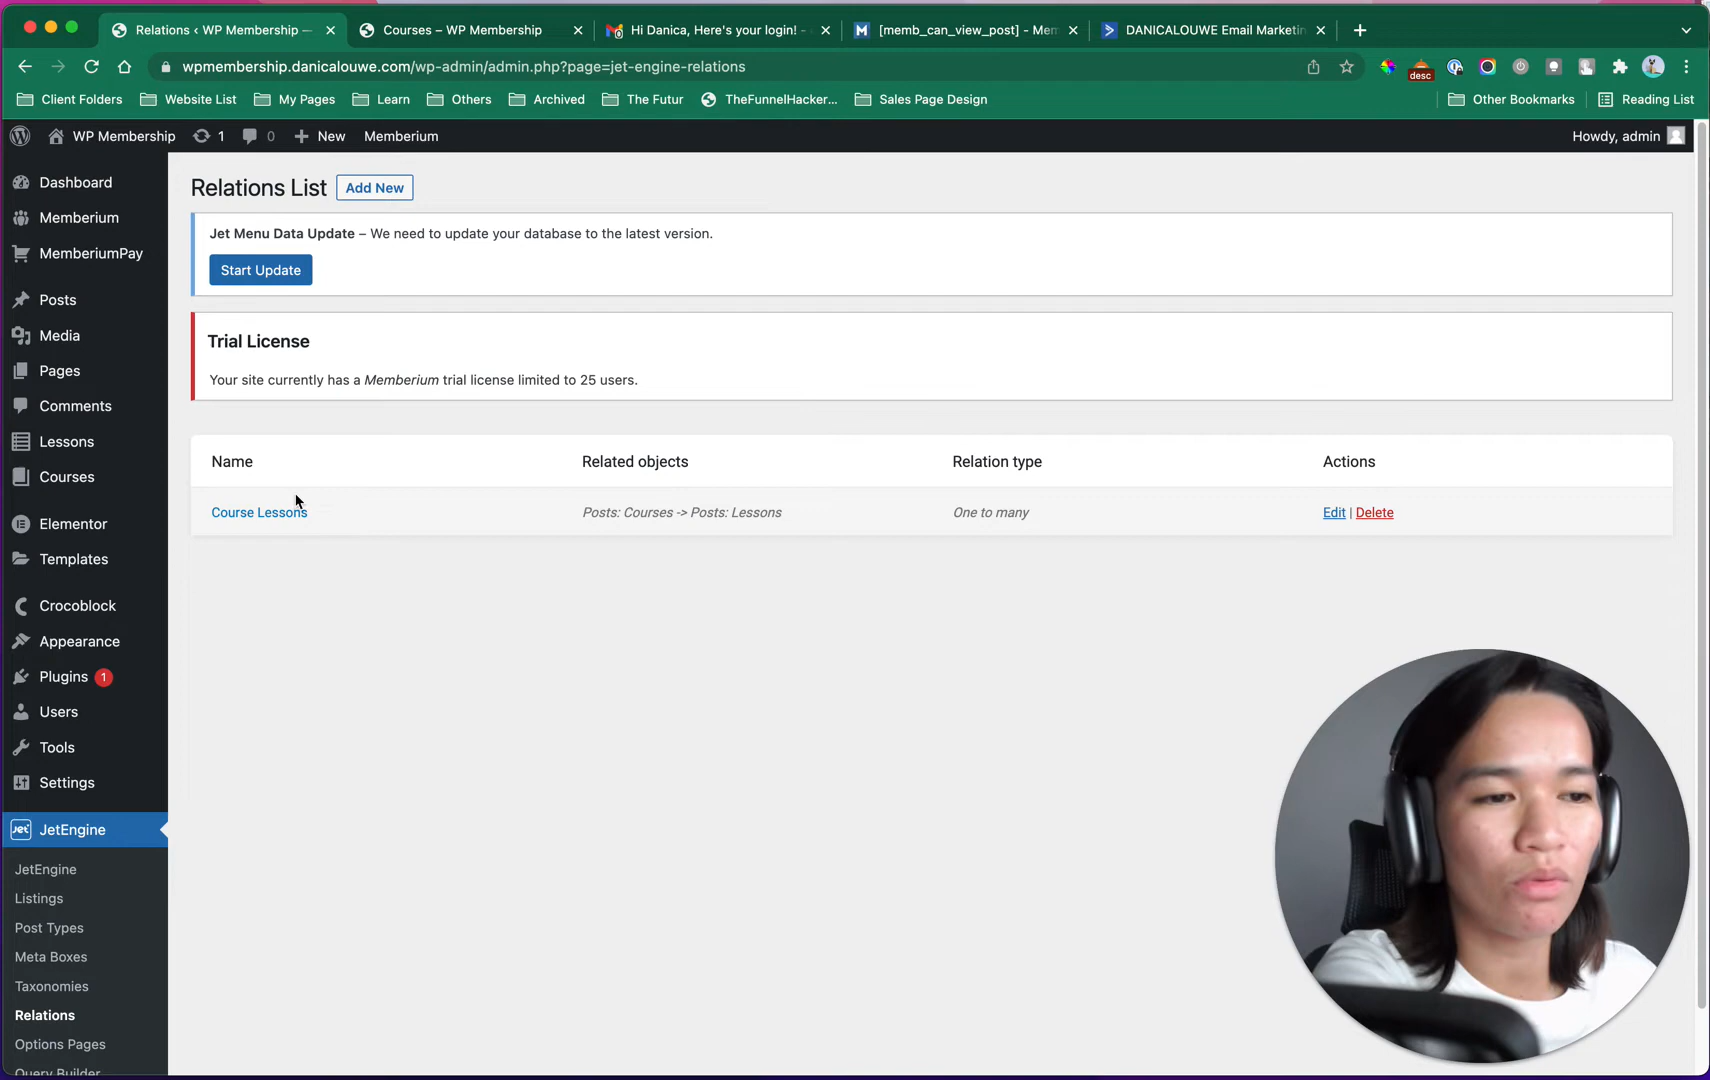 Relations ‹ WP Membership —
Courses – WP Membership
Hi Danica, Here's your login! -
[memb_can_view_post] - Mem
DANICALOUWE Email Marketin
wpmembership.danicalouwe.com/wp-admin/admin.php?page=jet-engine-relations
desc
Client Folders
Website List
My Pages
Learn
Others
Archived
The Futur
TheFunnelHacker...
Sales Page Design
Other Bookmarks
Reading List
WP Membership
1
0
New
Memberium
Howdy, admin
Dashboard
Memberium
MemberiumPay
Posts
Media
Pages
Comments
Lessons
Courses
Elementor
Templates
Crocoblock
Appearance
Plugins 1
Users
Tools
Settings
Jet
JetEngine
JetEngine
Listings
Post Types
Meta Boxes
Taxonomies
Relations
Options Pages
Query Builder
Relations List
Add New
Jet Menu Data Update – We need to update your database to the latest version.
Start Update
Trial License
Your site currently has a Memberium trial license limited to 25 users.
Name Related objects Relation type Actions
Course Lessons Posts: Courses -> Posts: Lessons One to many Edit | Delete